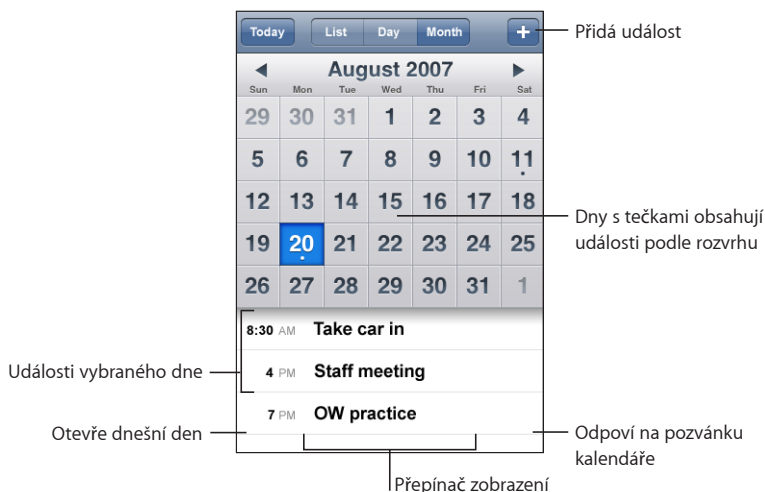 Today List Day Month +
Přidá událost
August 2007
Sun Mon Tue Wed Thu Fri Sat
29 30 31 1 2 3 4
5 6 7 8 9 10 11
12 13 14 15 16 17 18
19 20 21 22 23 24 25
26 27 28 29 30 31 1
Dny s tečkami obsahují
události podle rozvrhu
8:30 AM Take car in
4 PM Staff meeting
7 PM OW practice
Události vybraného dne
Otevře dnešní den
Odpoví na pozvánku
kalendáře
Přepínač zobrazení